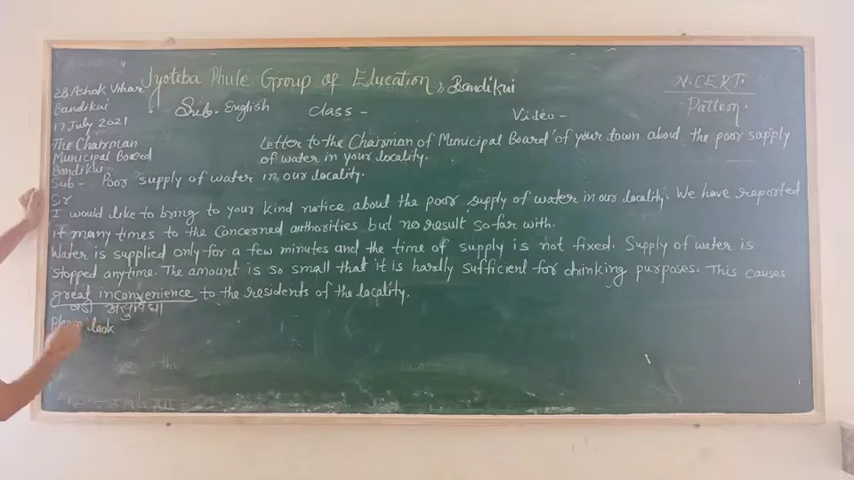 Jyotiba Phule Group of Education, Bandikui
N.C.E.R.T.
Pattern
Sub. English Class - Video -
28 Ashok Vihar
Bandikui
17 July 2021
The Chairman
Municipal Board
Bandikui
Letter to the Chairman of Municipal Board of your town about the poor supply
of water in your locality.
Sub - Poor supply of water in our locality.
Sir
I would like to bring to your kind notice about the poor supply of water in our locality. We have reported
it many times to the concerned authorities but no result so far with.
Water is supplied only for a few minutes and the time of supply is not fixed. Supply of water is
stopped anytime. The amount is so small that it is hardly sufficient for drinking purposes. This causes
great inconvenience to the residents of the locality.
बड़ी असुविधा
Please look